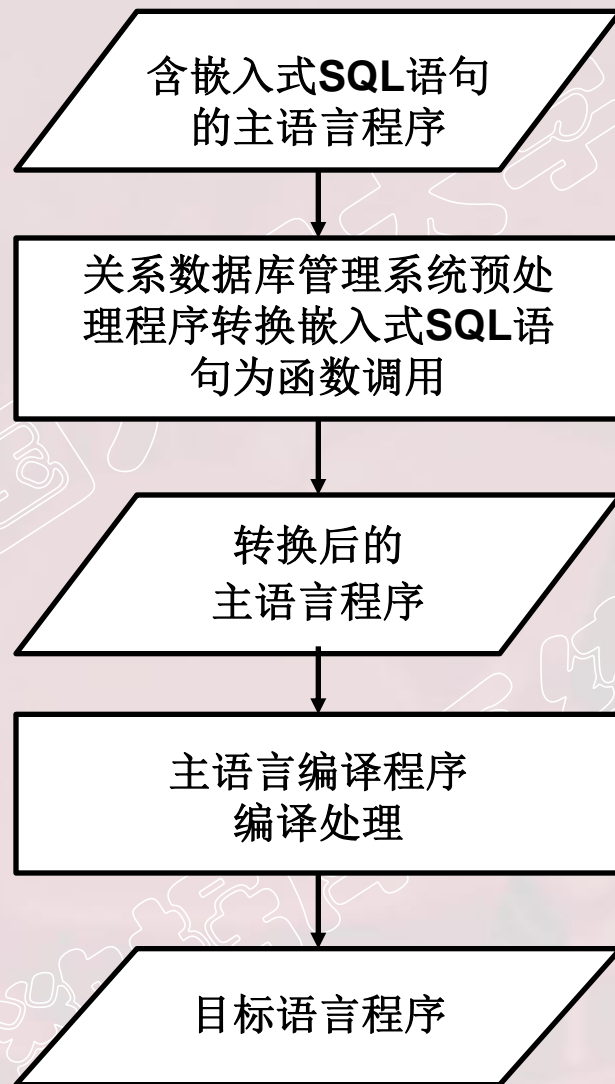 含嵌入式SQL语句
的主语言程序
关系数据库管理系统预处
理程序转换嵌入式SQL语
句为函数调用
转换后的
主语言程序
主语言编译程序
编译处理
目标语言程序